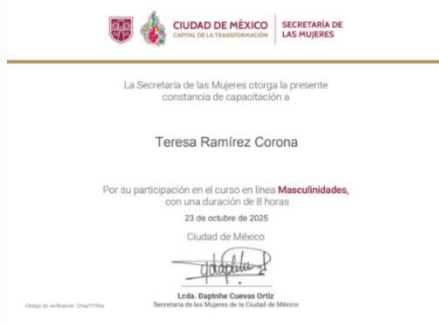 CIUDAD DE MÉXICO
CAPITAL DE LA TRANSFORMACIÓN
SECRETARÍA DE
LAS MUJERES
La Secretaría de las Mujeres otorga la presente
constancia de capacitación a
Teresa Ramírez Corona
Por su participación en el curso en línea Masculinidades,
con una duración de 8 horas
23 de octubre de 2025
Ciudad de México
Lcda. Daptnhe Cuevas Ortiz
Secretaria de las Mujeres de la Ciudad de México
Código de verificación: